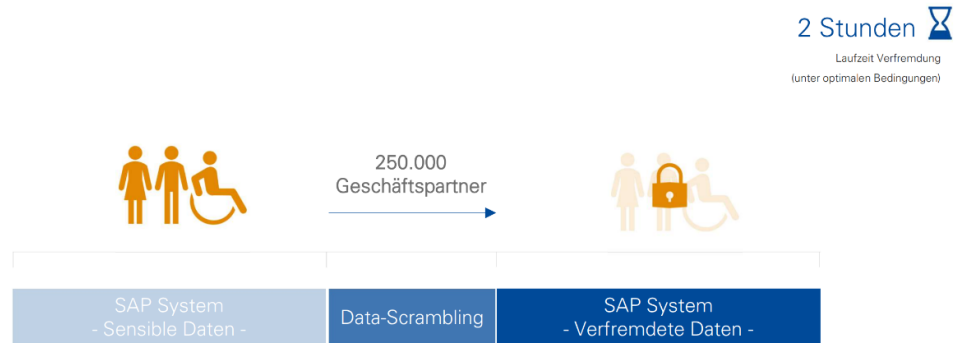 2 Stunden
Laufzeit Verfremdung
(unter optimalen Bedingungen)
250.000
Geschäftspartner
SAP System
- Sensible Daten -
Data-Scrambling
SAP System
- Verfremdete Daten -